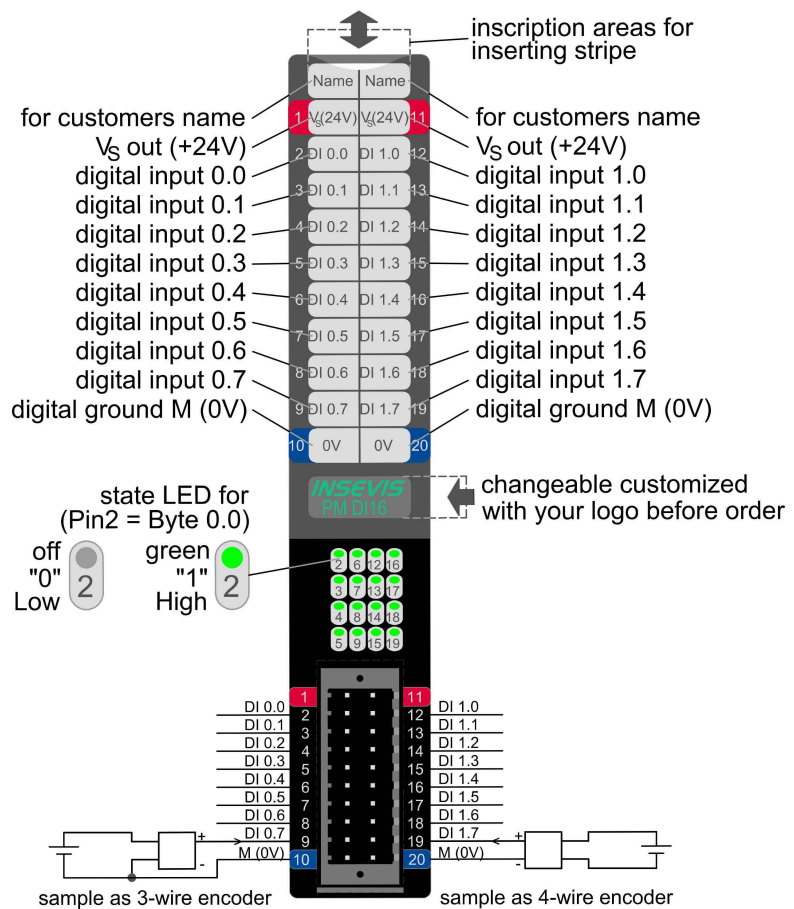 inscription areas for
inserting stripe
Name Name
for customers name
for customers name
1 Vs(24V) Vs(24V) 11
VS out (+24V)
VS out (+24V)
2 DI 0.0 DI 1.0 12
digital input 0.0
digital input 1.0
3 DI 0.1 DI 1.1 13
digital input 0.1
digital input 1.1
4 DI 0.2 DI 1.2 14
digital input 0.2
digital input 1.2
5 DI 0.3 DI 1.3 15
digital input 0.3
digital input 1.3
6 DI 0.4 DI 1.4 16
digital input 0.4
digital input 1.4
7 DI 0.5 DI 1.5 17
digital input 0.5
digital input 1.5
8 DI 0.6 DI 1.6 18
digital input 0.6
digital input 1.6
9 DI 0.7 DI 1.7 19
digital input 0.7
digital input 1.7
10 0V 0V 20
digital ground M (0V)
digital ground M (0V)
INSEVIS
PM DI16
changeable customized
with your logo before order
state LED for
(Pin2 = Byte 0.0)
off
"0"
Low
2
green
"1"
High
2
2 6 12 16
3 7 13 17
4 8 14 18
5 9 15 19
1 11
DI 0.0 2 12 DI 1.0
DI 0.1 3 13 DI 1.1
DI 0.2 4 14 DI 1.2
DI 0.3 5 15 DI 1.3
DI 0.4 6 16 DI 1.4
DI 0.5 7 17 DI 1.5
DI 0.6 8 18 DI 1.6
+ DI 0.7 9 19 DI 1.7 +
- M (0V) 10 20 M (0V) -
sample as 3-wire encoder
sample as 4-wire encoder